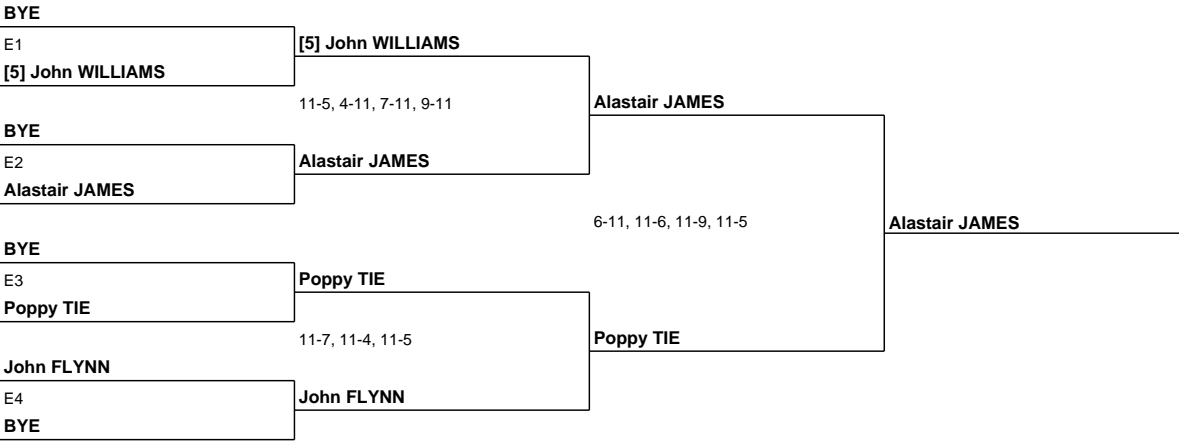 BYE
E1
[5] John WILLIAMS
[5] John WILLIAMS
11-5, 4-11, 7-11, 9-11
Alastair JAMES
BYE
E2
Alastair JAMES
Alastair JAMES
6-11, 11-6, 11-9, 11-5
Alastair JAMES
BYE
E3
Poppy TIE
Poppy TIE
11-7, 11-4, 11-5
Poppy TIE
John FLYNN
E4
John FLYNN
BYE